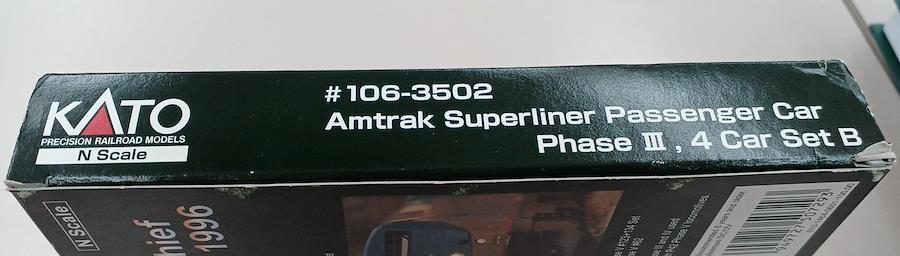 KATO
PRECISION RAILROAD MODELS
N Scale
#106-3502
Amtrak Superliner Passenger Car
Phase III, 4 Car Set B
N Scale
hief
1996